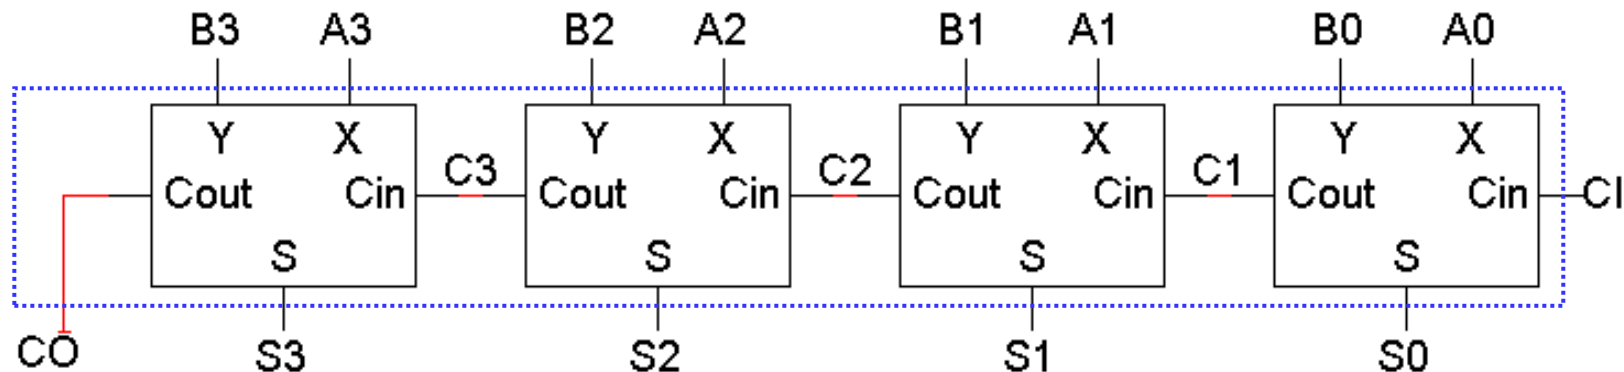 B3 A3 B2 A2 B1 A1 B0 A0
Y X Y X Y X Y X
Cout Cin C3 Cout Cin C2 Cout Cin C1 Cout Cin CI
S S S S
CO S3 S2 S1 S0